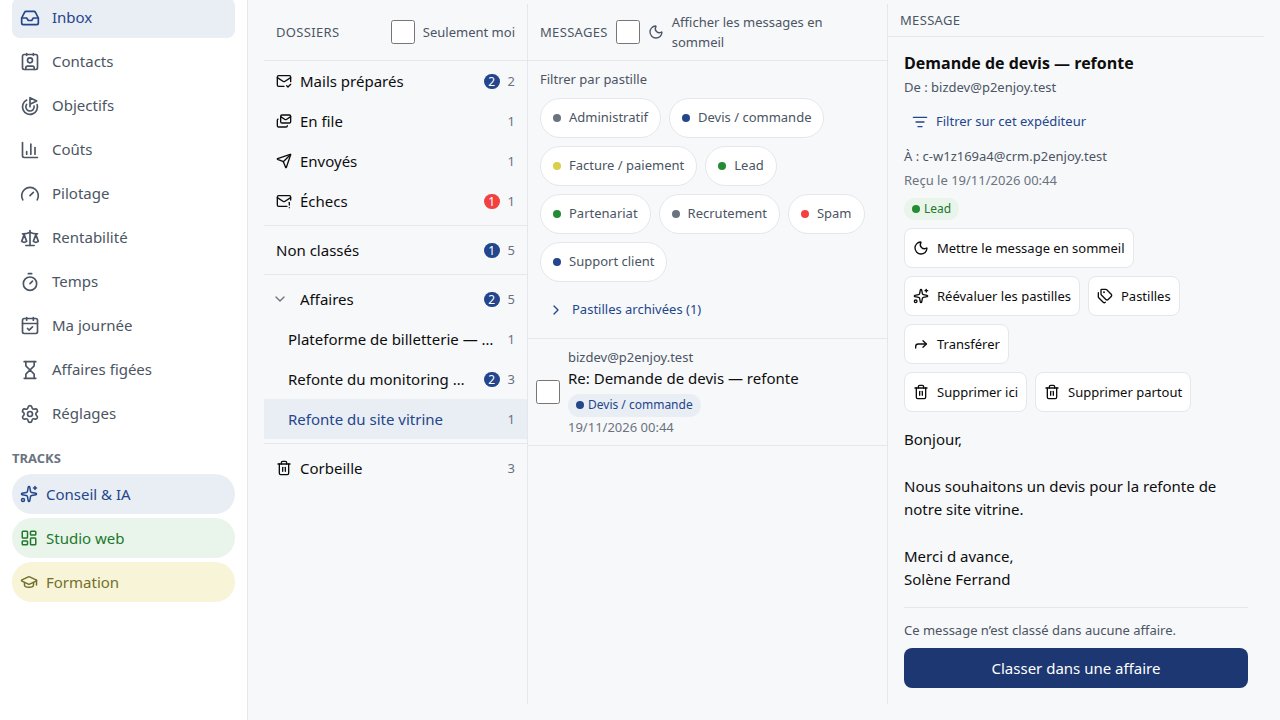 Inbox
Contacts
Objectifs
Coûts
Pilotage
Rentabilité
Temps
Ma journée
Affaires figées
Réglages
TRACKS
Conseil & IA
Studio web
Formation
DOSSIERS
Seulement moi
Mails préparés 2 2
En file 1
Envoyés 1
Échecs 1 1
Non classés 1 5
Affaires 2 5
Plateforme de billetterie — ... 1
Refonte du monitoring ... 2 3
Refonte du site vitrine 1
Corbeille 3
MESSAGES
Afficher les messages en
sommeil
Filtrer par pastille
Administratif
Devis / commande
Facture / paiement
Lead
Partenariat
Recrutement
Spam
Support client
Pastilles archivées (1)
bizdev@p2enjoy.test
Re: Demande de devis — refonte
Devis / commande
19/11/2026 00:44
MESSAGE
Demande de devis — refonte
De : bizdev@p2enjoy.test
Filtrer sur cet expéditeur
À : c-w1z169a4@crm.p2enjoy.test
Reçu le 19/11/2026 00:44
Lead
Mettre le message en sommeil
Réévaluer les pastilles
Pastilles
Transférer
Supprimer ici
Supprimer partout
Bonjour,
Nous souhaitons un devis pour la refonte de
notre site vitrine.
Merci d avance,
Solène Ferrand
Ce message n’est classé dans aucune affaire.
Classer dans une affaire